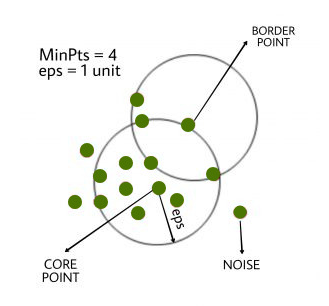 BORDER
POINT
MinPts = 4
eps = 1 unit
eps
CORE
POINT
NOISE